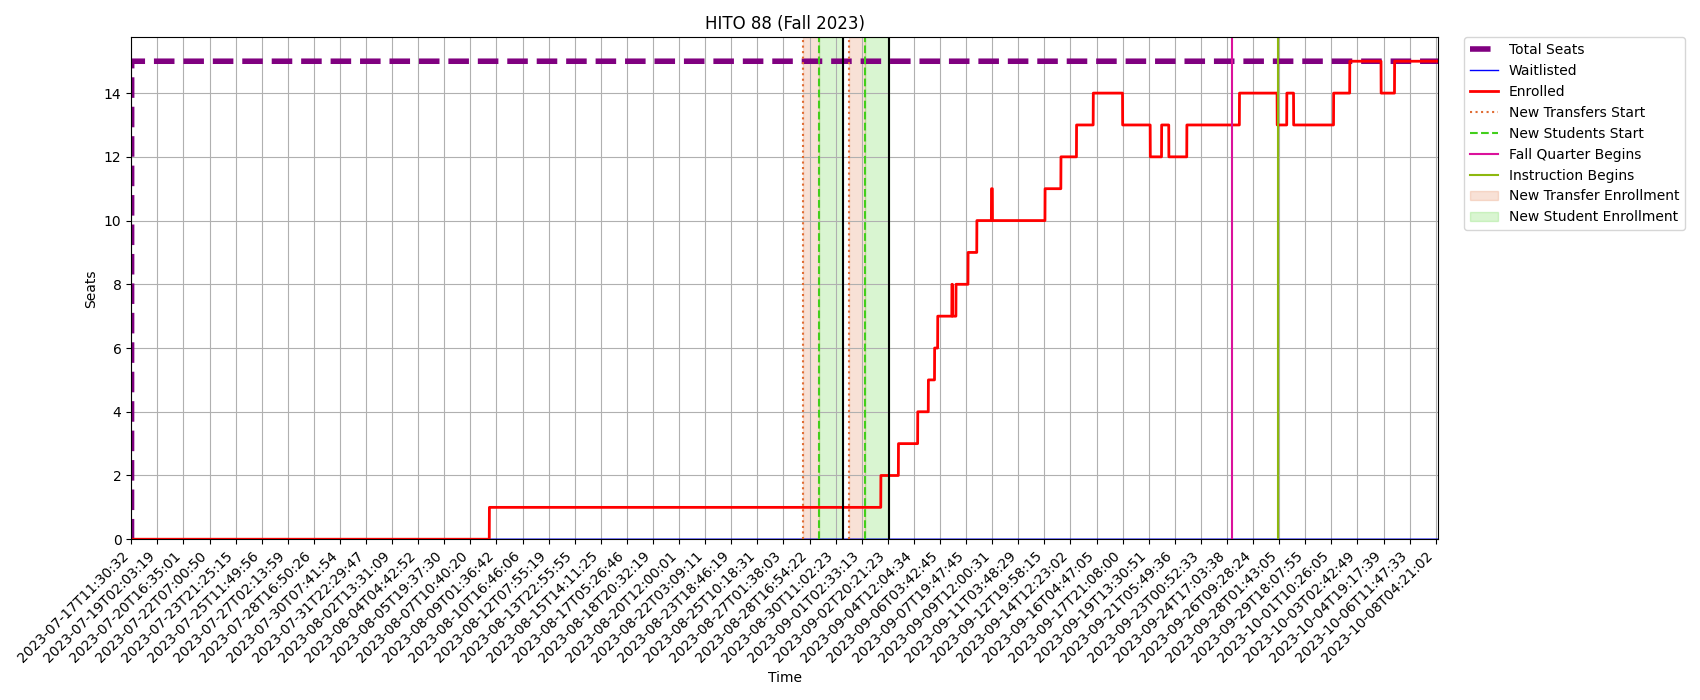 HITO 88 (Fall 2023)
Seats
14
12
10
8
6
4
2
0
2023-07-17T11:30:32
2023-07-19T02:03:19
2023-07-20T16:35:01
2023-07-22T07:00:50
2023-07-23T21:25:15
2023-07-25T11:49:56
2023-07-27T02:13:59
2023-07-28T16:50:26
2023-07-30T07:41:54
2023-07-31T22:29:47
2023-08-02T13:31:09
2023-08-04T04:42:52
2023-08-05T19:37:30
2023-08-07T10:40:20
2023-08-09T01:36:42
2023-08-10T16:46:06
2023-08-12T07:55:19
2023-08-13T22:55:55
2023-08-15T14:11:25
2023-08-17T05:26:46
2023-08-18T20:32:19
2023-08-20T12:00:01
2023-08-22T03:09:11
2023-08-23T18:46:19
2023-08-25T10:18:31
2023-08-27T01:38:03
2023-08-28T16:54:22
2023-08-30T11:02:23
2023-09-01T02:33:13
2023-09-02T20:21:23
2023-09-04T12:04:34
2023-09-06T03:42:45
2023-09-07T19:47:45
2023-09-09T12:00:31
2023-09-11T03:48:29
2023-09-12T19:58:15
2023-09-14T12:23:02
2023-09-16T04:47:05
2023-09-17T21:08:00
2023-09-19T13:30:51
2023-09-21T05:49:36
2023-09-23T00:52:33
2023-09-24T17:03:38
2023-09-26T09:28:24
2023-09-28T01:43:05
2023-09-29T18:07:55
2023-10-01T10:26:05
2023-10-03T02:42:49
2023-10-04T19:17:39
2023-10-06T11:47:33
2023-10-08T04:21:02
Time
Total Seats
Waitlisted
Enrolled
New Transfers Start
New Students Start
Fall Quarter Begins
Instruction Begins
New Transfer Enrollment
New Student Enrollment